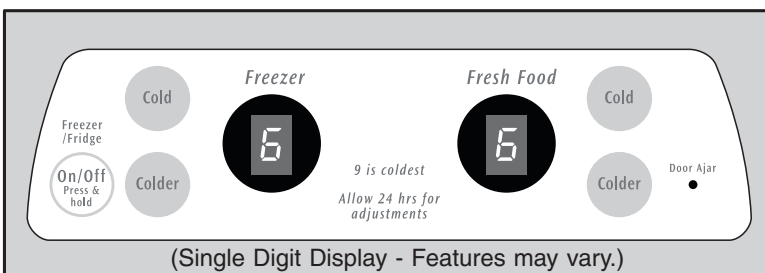 Freezer
Fresh Food
Cold
Cold
Freezer
/Fridge
6
6
On/Off
Press &
hold
Colder
9 is coldest
Allow 24 hrs for
adjustments
Colder
Door Ajar
(Single Digit Display - Features may vary.)